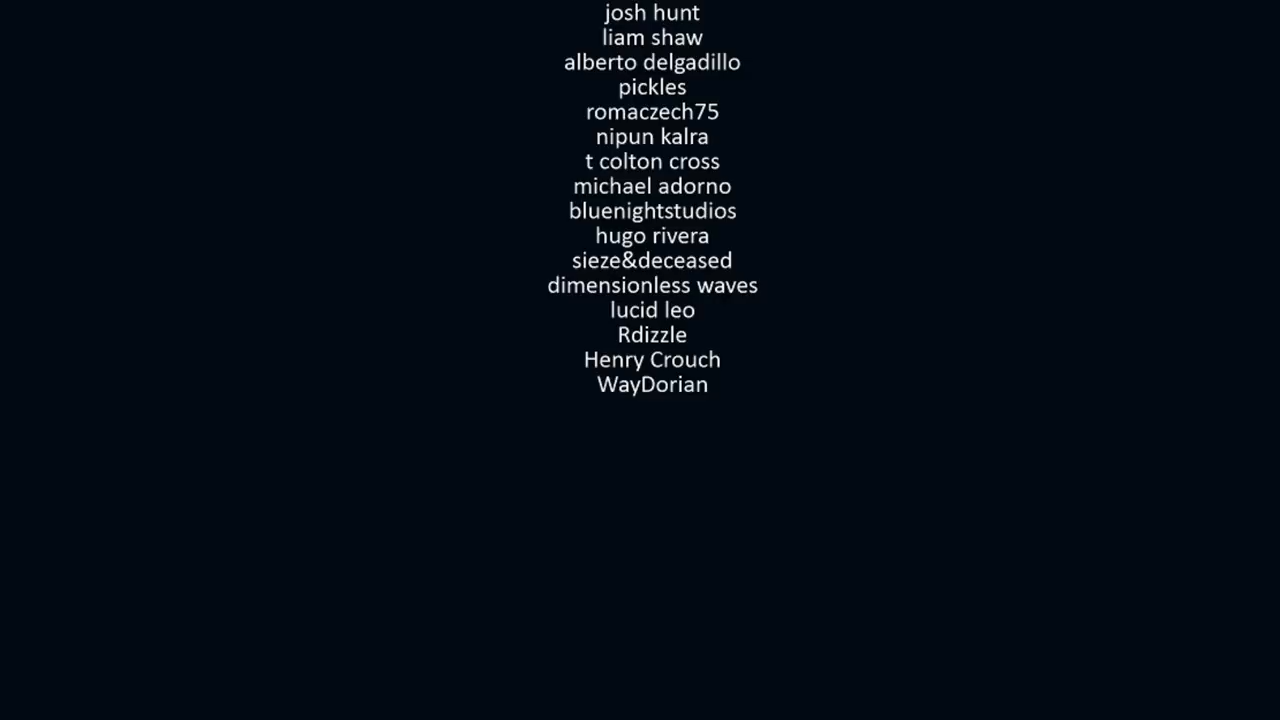 josh hunt
liam shaw
alberto delgadillo
pickles
romaczech75
nipun kalra
t colton cross
michael adorno
bluenightstudios
hugo rivera
sieze&deceased
dimensionless waves
lucid leo
Rdizzle
Henry Crouch
WayDorian